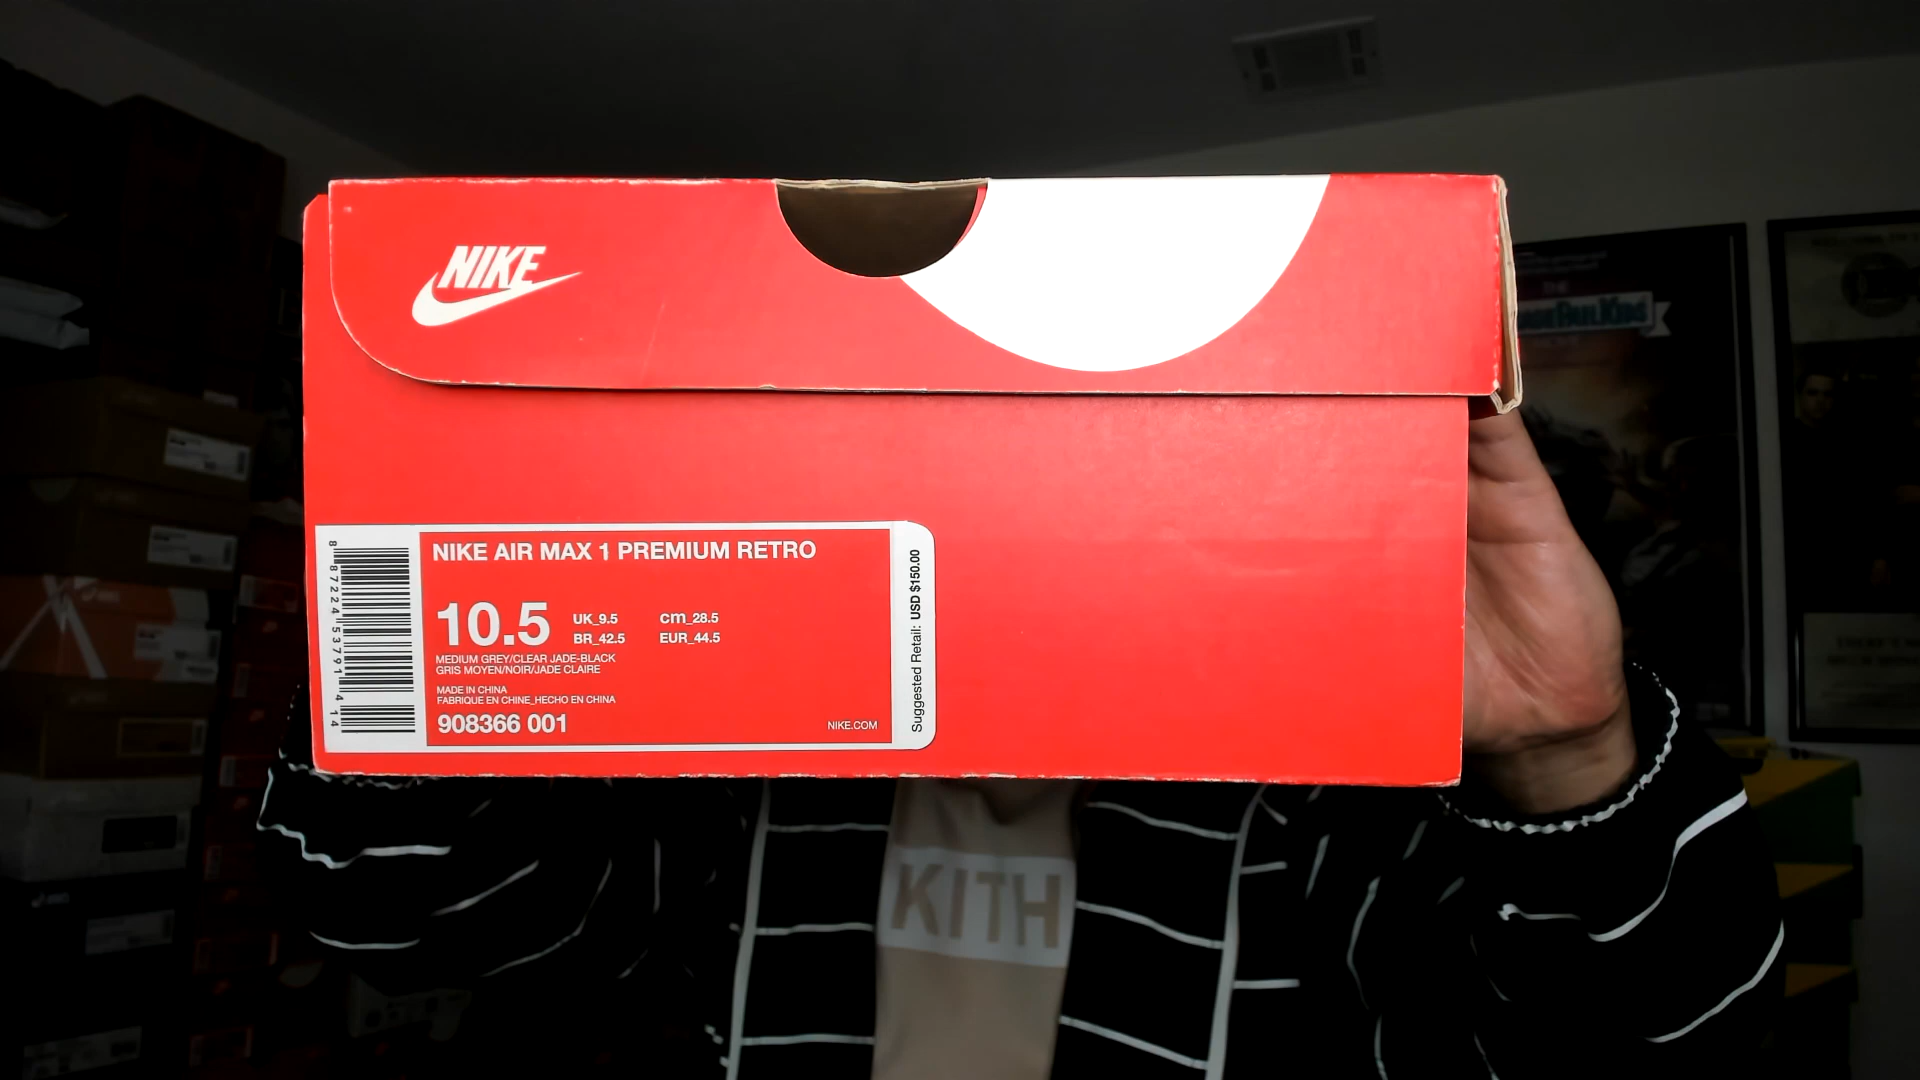 NIKE
8 87224 53791 4 14
NIKE AIR MAX 1 PREMIUM RETRO
10.5
UK_9.5 cm_28.5
BR_42.5 EUR_44.5
MEDIUM GREY/CLEAR JADE-BLACK
GRIS MOYEN/NOIR/JADE CLAIRE
MADE IN CHINA
FABRIQUE EN CHINE_HECHO EN CHINA
908366 001
NIKE.COM
Suggested Retail: USD $150.00
KITH
THE